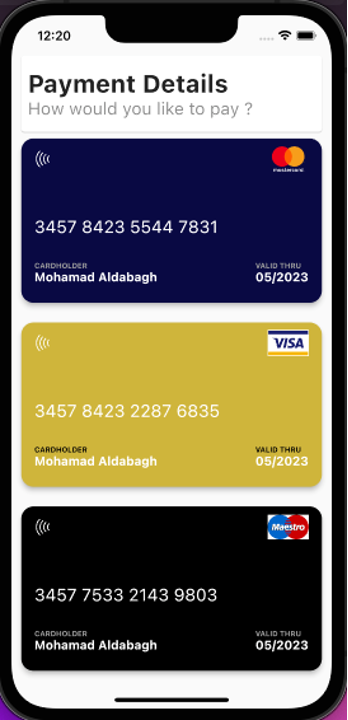 12:20
Payment Details
How would you like to pay ?
mastercard
3457 8423 5544 7831
CARDHOLDER VALID THRU
Mohamad Aldabagh 05/2023
VISA
3457 8423 2287 6835
CARDHOLDER VALID THRU
Mohamad Aldabagh 05/2023
Maestro
3457 7533 2143 9803
CARDHOLDER VALID THRU
Mohamad Aldabagh 05/2023